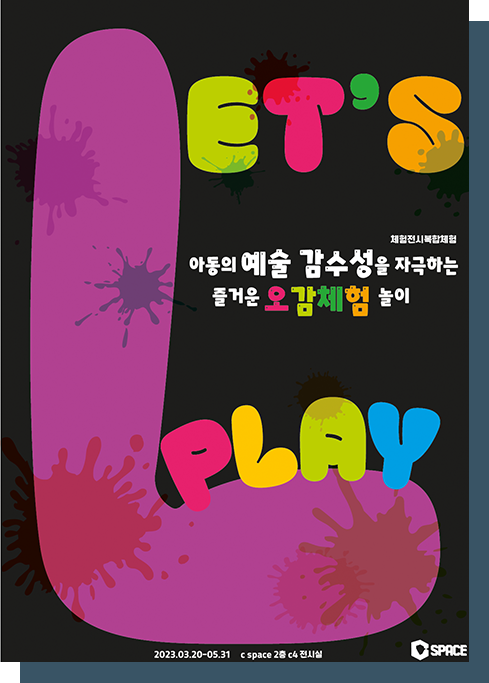 LET'S
체험전시복합체험
아동의 예술 감수성을 자극하는
즐거운 오감체험 놀이
PLAY
2023.03.20-05.31 c space 2층 c4 전시실
C SPACE